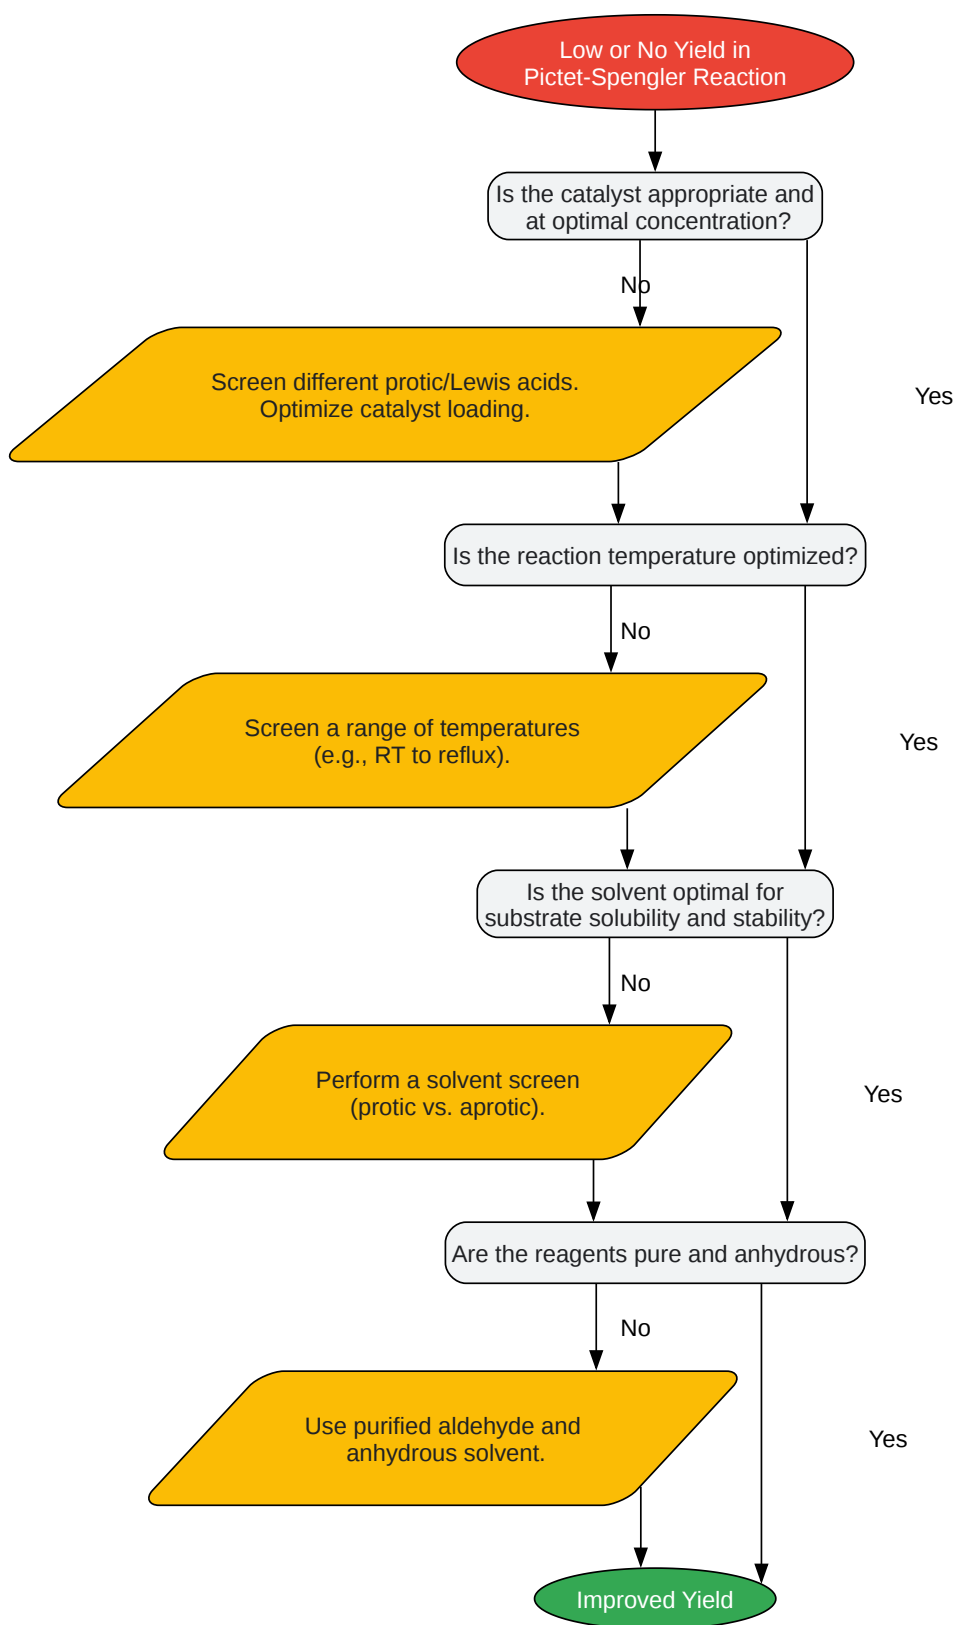 Low or No Yield in
Pictet-Spengler Reaction
Is the catalyst appropriate and
at optimal concentration?
No
Screen different protic/Lewis acids.
Optimize catalyst loading.
Yes
Is the reaction temperature optimized?
No
Screen a range of temperatures
(e.g., RT to reflux).
Yes
Is the solvent optimal for
substrate solubility and stability?
No
Perform a solvent screen
(protic vs. aprotic).
Yes
Are the reagents pure and anhydrous?
No
Use purified aldehyde and
anhydrous solvent.
Yes
Improved Yield